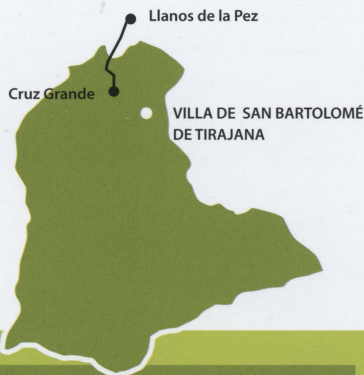 Llanos de la Pez
Cruz Grande
VILLA DE SAN BARTOLOMÉ
DE TIRAJANA